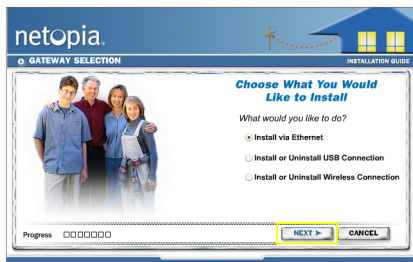 netopia.
GATEWAY SELECTION
INSTALLATION GUIDE
Choose What You Would
Like to Install
What would you like to do?
Install via Ethernet
Install or Uninstall USB Connection
Install or Uninstall Wireless Connection
Progress
NEXT
CANCEL